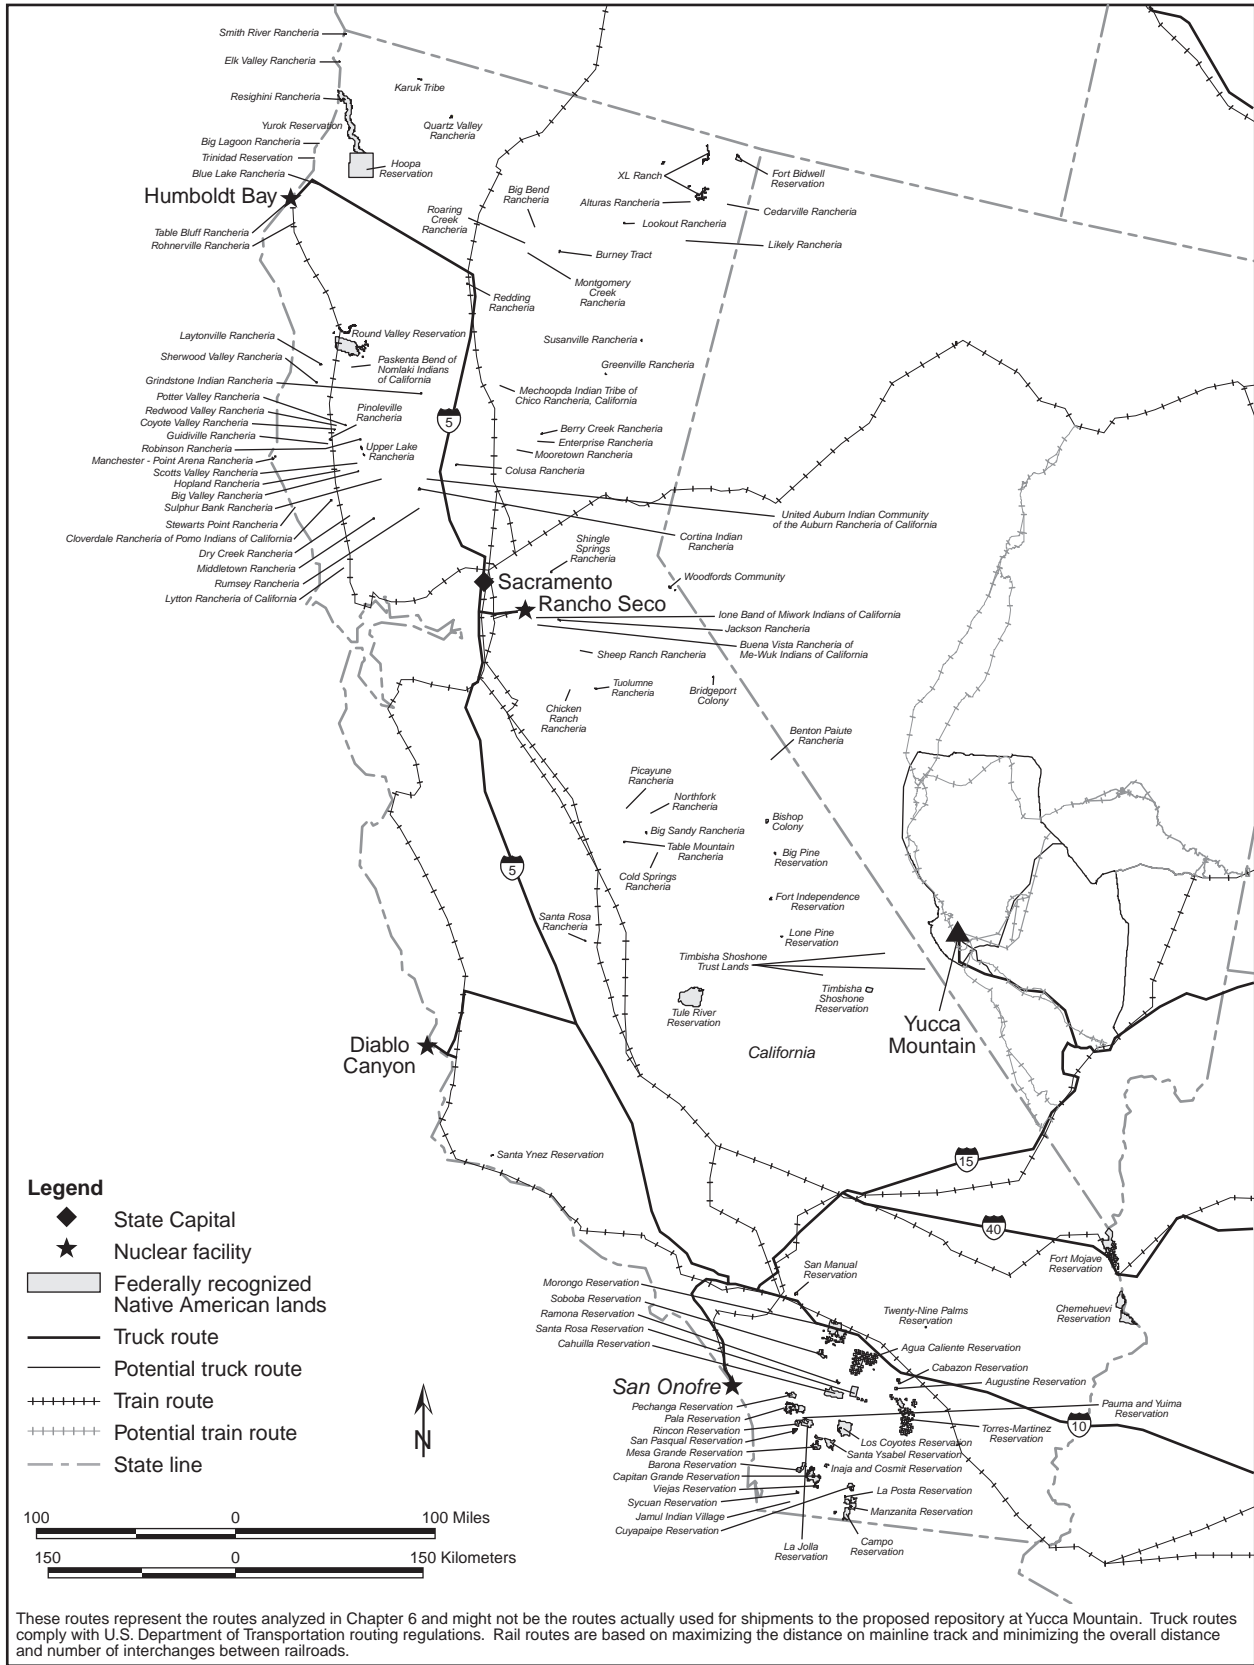 Smith River Rancheria
Elk Valley Rancheria
Karuk Tribe
Resighini Rancheria
Yurok Reservation
Quartz Valley
Rancheria
Big Lagoon Rancheria
Trinidad Reservation
Blue Lake Rancheria
Hoopa
Reservation
XL Ranch
Fort Bidwell
Reservation
Humboldt Bay
Big Bend
Rancheria
Alturas Rancheria
Cedarville Rancheria
Roaring
Creek
Rancheria
Lookout Rancheria
Table Bluff Rancheria
Rohnerville Rancheria
Likely Rancheria
Burney Tract
Montgomery
Creek
Rancheria
Redding
Rancheria
Laytonville Rancheria
Round Valley Reservation
Susanville Rancheria
Sherwood Valley Rancheria
Paskenta Bend of
Nomlaki Indians
of California
Greenville Rancheria
Grindstone Indian Rancheria
Mechoopda Indian Tribe of
Chico Rancheria, California
Potter Valley Rancheria
Pinoleville
Rancheria
Redwood Valley Rancheria
Coyote Valley Rancheria
5
Guidiville Rancheria
Berry Creek Rancheria
Robinson Rancheria
Upper Lake
Rancheria
Enterprise Rancheria
Mooretown Rancheria
Manchester - Point Arena Rancheria
Scotts Valley Rancheria
Colusa Rancheria
Hopland Rancheria
Big Valley Rancheria
Sulphur Bank Rancheria
United Auburn Indian Community
of the Auburn Rancheria of California
Stewarts Point Rancheria
Cloverdale Rancheria of Pomo Indians of California
Cortina Indian
Rancheria
Shingle
Springs
Rancheria
Dry Creek Rancheria
Middletown Rancheria
Rumsey Rancheria
Lytton Rancheria of California
Sacramento
Woodfords Community
Rancho Seco
Ione Band of Miwork Indians of California
Jackson Rancheria
Buena Vista Rancheria of
Me-Wuk Indians of California
Sheep Ranch Rancheria
Tuolumne
Rancheria
Bridgeport
Colony
Chicken
Ranch
Rancheria
Benton Paiute
Rancheria
Picayune
Rancheria
Northfork
Rancheria
Bishop
Colony
Big Sandy Rancheria
Table Mountain
Rancheria
Big Pine
Reservation
5
Cold Springs
Rancheria
Fort Independence
Reservation
Santa Rosa
Rancheria
Lone Pine
Reservation
Timbisha Shoshone
Trust Lands
Timbisha
Shoshone
Reservation
Tule River
Reservation
Yucca
Mountain
Diablo
Canyon
California
Santa Ynez Reservation
15
40
Fort Mojave
Reservation
San Manual
Reservation
Morongo Reservation
Soboba Reservation
Ramona Reservation
Santa Rosa Reservation
Cahuilla Reservation
Twenty-Nine Palms
Reservation
Chemehuevi
Reservation
Agua Caliente Reservation
Cabazon Reservation
Augustine Reservation
San Onofre
Pechanga Reservation
Pala Reservation
Rincon Reservation
San Pasqual Reservation
Mesa Grande Reservation
Barona Reservation
Capitan Grande Reservation
Viejas Reservation
Sycuan Reservation
Jamul Indian Village
Cuyapaipe Reservation
Pauma and Yuima
Reservation
10
Torres-Martinez
Reservation
Los Coyotes Reservation
Santa Ysabel Reservation
Inaja and Cosmit Reservation
La Posta Reservation
Manzanita Reservation
La Jolla
Reservation
Campo
Reservation
Legend
State Capital
Nuclear facility
Federally recognized
Native American lands
Truck route
Potential truck route
Train route
Potential train route
State line
N
100 0 100 Miles
150 0 150 Kilometers
These routes represent the routes analyzed in Chapter 6 and might not be the routes actually used for shipments to the proposed repository at Yucca Mountain. Truck routes
comply with U.S. Department of Transportation routing regulations. Rail routes are based on maximizing the distance on mainline track and minimizing the overall distance
and number of interchanges between railroads.